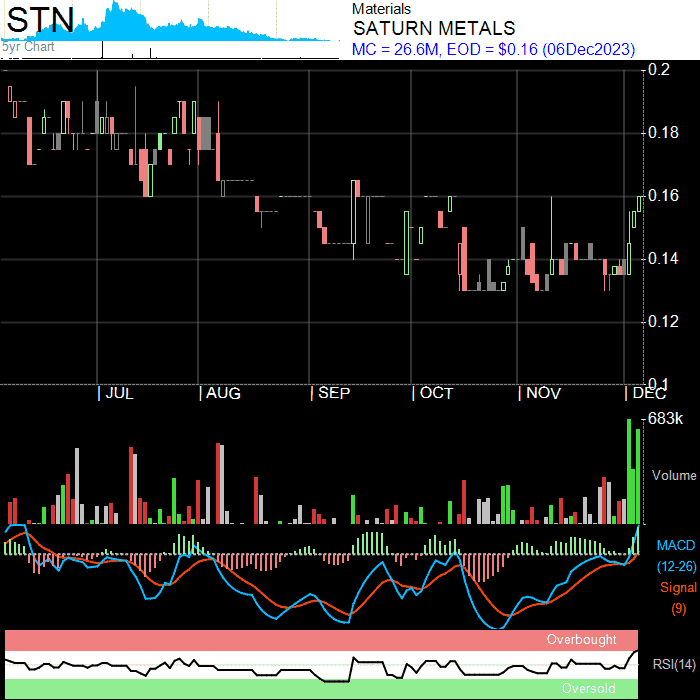 STN
5yr Chart
Materials
SATURN METALS
MC = 26.6M, EOD = $0.16 (06Dec2023)
0.2
0.18
0.16
0.14
0.12
0.1
JUL AUG SEP OCT NOV DEC
683k
Volume
MACD
(12-26)
Signal
(9)
Overbought
RSI(14)
Oversold